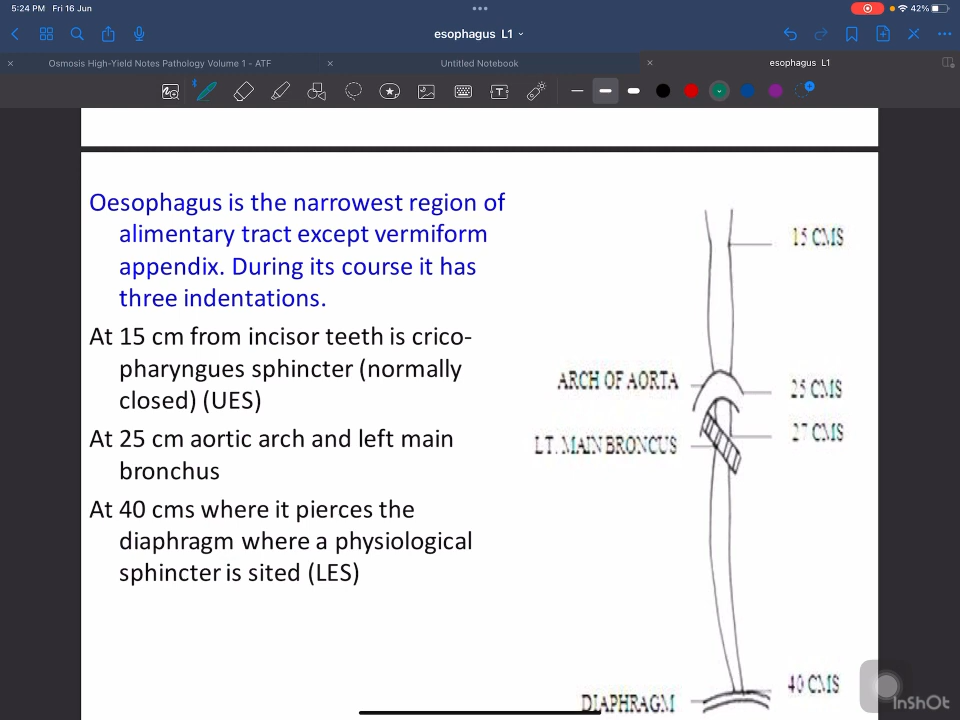 5:24 PM Fri 16 Jun
42%
esophagus L1
Osmosis High-Yield Notes Pathology Volume 1 - ATF
Untitled Notebook
esophagus L1
Oesophagus is the narrowest region of
alimentary tract except vermiform
appendix. During its course it has
three indentations.
At 15 cm from incisor teeth is crico-
pharyngues sphincter (normally
closed) (UES)
At 25 cm aortic arch and left main
bronchus
At 40 cms where it pierces the
diaphragm where a physiological
sphincter is sited (LES)
15 CMS
ARCH OF AORTA
25 CMS
27 CMS
LT. MAIN BRONCUS
40 CMS
DIAPHRAGM
InShOt